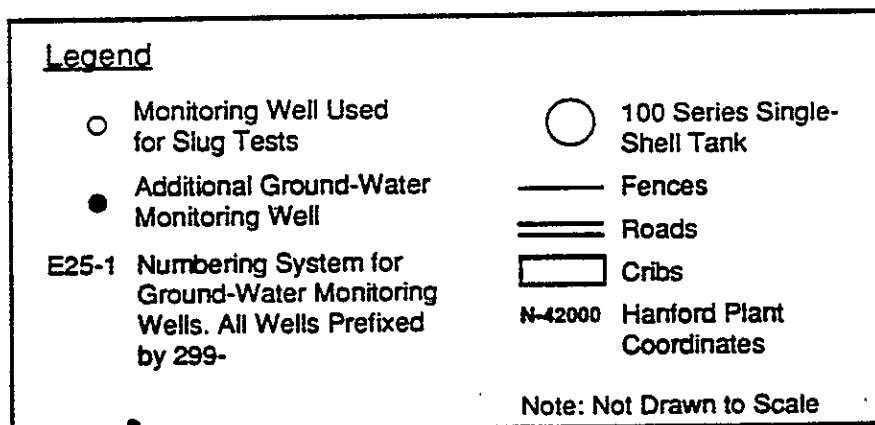 Legend
Monitoring Well Used
for Slug Tests
Additional Ground-Water
Monitoring Well
E25-1 Numbering System for
Ground-Water Monitoring
Wells. All Wells Prefixed
by 299-
100 Series Single-
Shell Tank
Fences
Roads
Cribs
N-42000 Hanford Plant
Coordinates
Note: Not Drawn to Scale